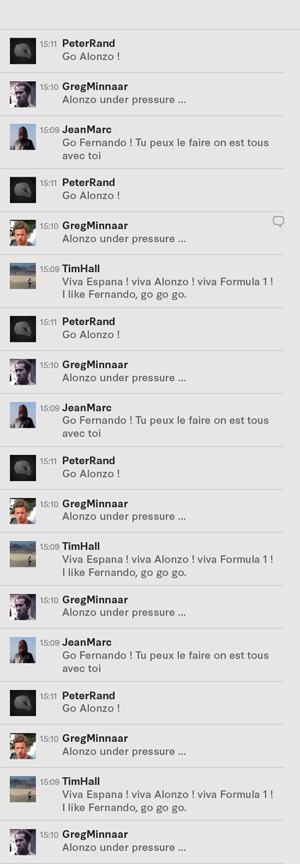 15:11 PeterRand
Go Alonzo !
15:10 GregMinnaar
Alonzo under pressure ...
15:09 JeanMarc
Go Fernando ! Tu peux le faire on est tous
avec toi
15:11 PeterRand
Go Alonzo !
15:10 GregMinnaar
Alonzo under pressure ...
15:09 TimHall
Viva Espana ! viva Alonzo ! viva Formula 1 !
I like Fernando, go go go.
15:11 PeterRand
Go Alonzo !
15:10 GregMinnaar
Alonzo under pressure ...
15:09 JeanMarc
Go Fernando ! Tu peux le faire on est tous
avec toi
15:11 PeterRand
Go Alonzo !
15:10 GregMinnaar
Alonzo under pressure ...
15:09 TimHall
Viva Espana ! viva Alonzo ! viva Formula 1 !
I like Fernando, go go go.
15:10 GregMinnaar
Alonzo under pressure ...
15:09 JeanMarc
Go Fernando ! Tu peux le faire on est tous
avec toi
15:11 PeterRand
Go Alonzo !
15:10 GregMinnaar
Alonzo under pressure ...
15:09 TimHall
Viva Espana ! viva Alonzo ! viva Formula 1 !
I like Fernando, go go go.
15:10 GregMinnaar
Alonzo under pressure ...